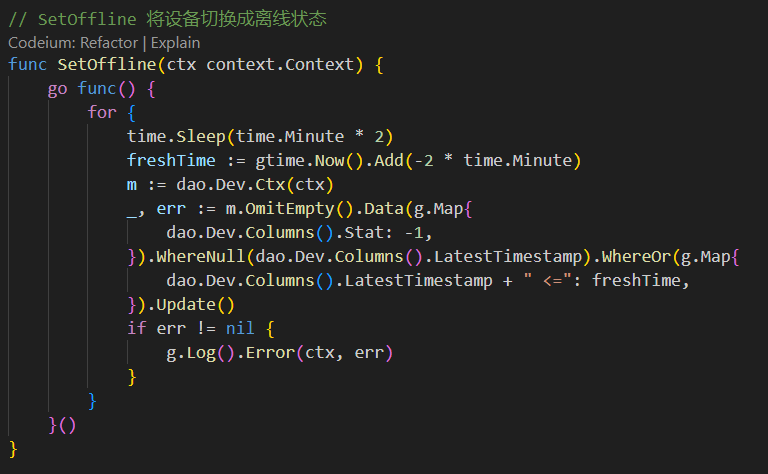 // SetOffline 将设备切换成离线状态
Codeium: Refactor | Explain
func SetOffline(ctx context.Context) {
    go func() {
        for {
            time.Sleep(time.Minute * 2)
            freshTime := gtime.Now().Add(-2 * time.Minute)
            m := dao.Dev.Ctx(ctx)
            _, err := m.OmitEmpty().Data(g.Map{
                dao.Dev.Columns().Stat: -1,
            }).WhereNull(dao.Dev.Columns().LatestTimestamp).WhereOr(g.Map{
                dao.Dev.Columns().LatestTimestamp + " <=": freshTime,
            }).Update()
            if err != nil {
                g.Log().Error(ctx, err)
            }
        }
    }()
}